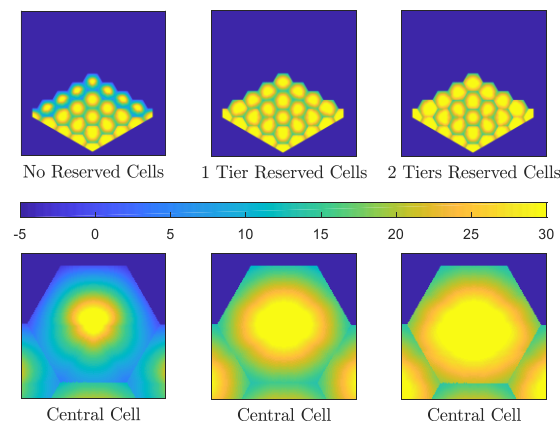 No Reserved Cells 1 Tier Reserved Cells 2 Tiers Reserved Cells
-5 0 5 10 15 20 25 30
Central Cell Central Cell Central Cell